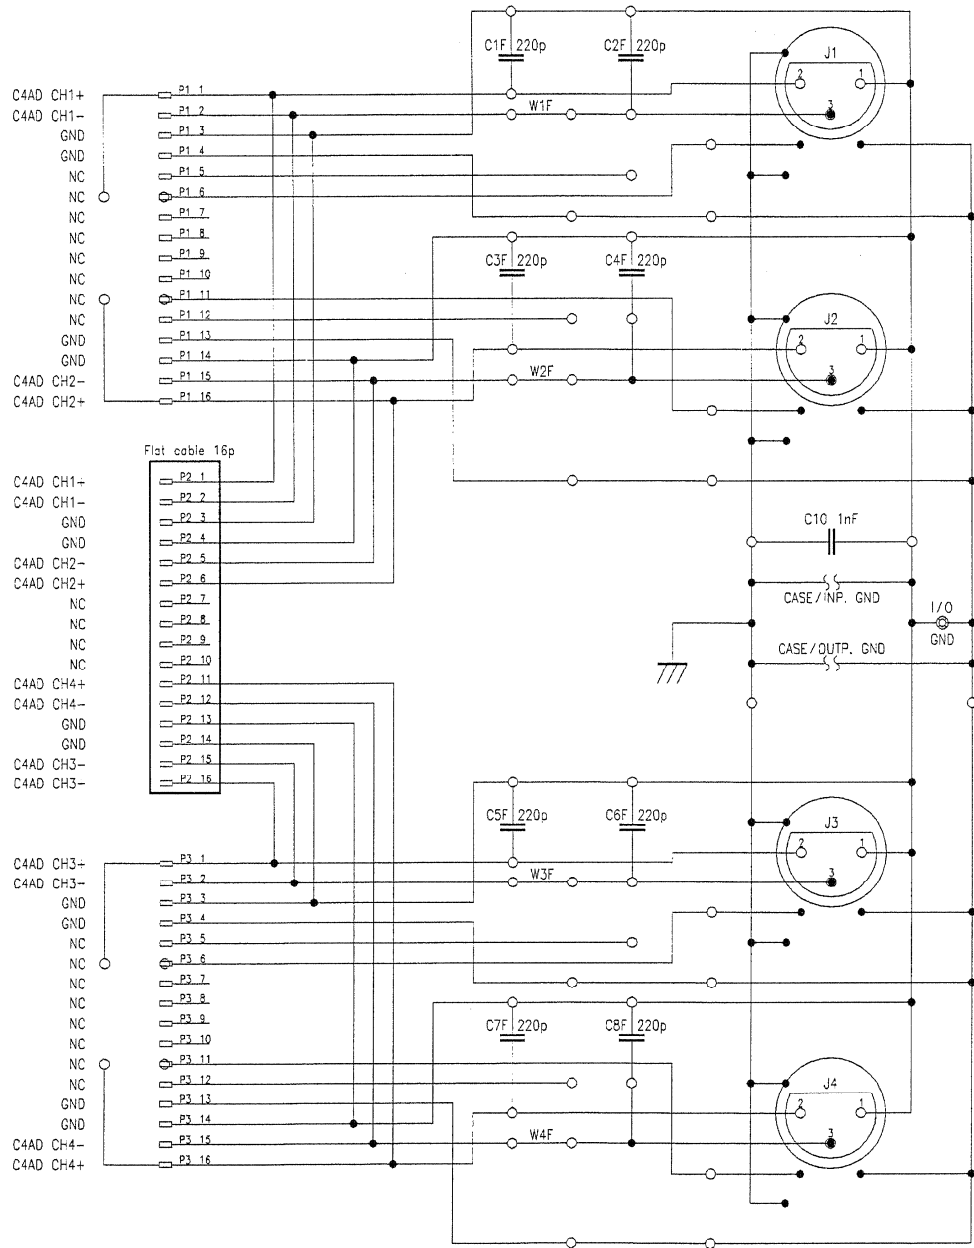 C1F 220p C2F 220p J1
2 1
C4AD CH1+ P1 1
C4AD CH1- P1 2 W1F 3
GND P1 3
GND P1 4
NC P1 5
NC P1 6
NC P1 7
NC P1 8
NC P1 9 C3F 220p C4F 220p
NC P1 10
NC P1 11
NC P1 12 J2
GND P1 13
GND P1 14 2 1
C4AD CH2- P1 15 W2F 3
C4AD CH2+ P1 16
Flat cable 16p
C4AD CH1+ P2 1
C4AD CH1- P2 2
GND P2 3 C10 1nF
GND P2 4
C4AD CH2- P2 5
C4AD CH2+ P2 6
NC P2 7 CASE/INP. GND I/O
NC P2 8
NC P2 9 CASE/OUTP. GND GND
NC P2 10
C4AD CH4+ P2 11
C4AD CH4- P2 12
GND P2 13
GND P2 14
C4AD CH3- P2 15
C4AD CH3- P2 16
C5F 220p C6F 220p J3
2 1
C4AD CH3+ P3 1
C4AD CH3- P3 2 W3F 3
GND P3 3
GND P3 4
NC P3 5
NC P3 6
NC P3 7
NC P3 8
NC P3 9 C7F 220p C8F 220p
NC P3 10
NC P3 11
NC P3 12 J4
GND P3 13 2 1
GND P3 14
C4AD CH4- P3 15 W4F 3
C4AD CH4+ P3 16